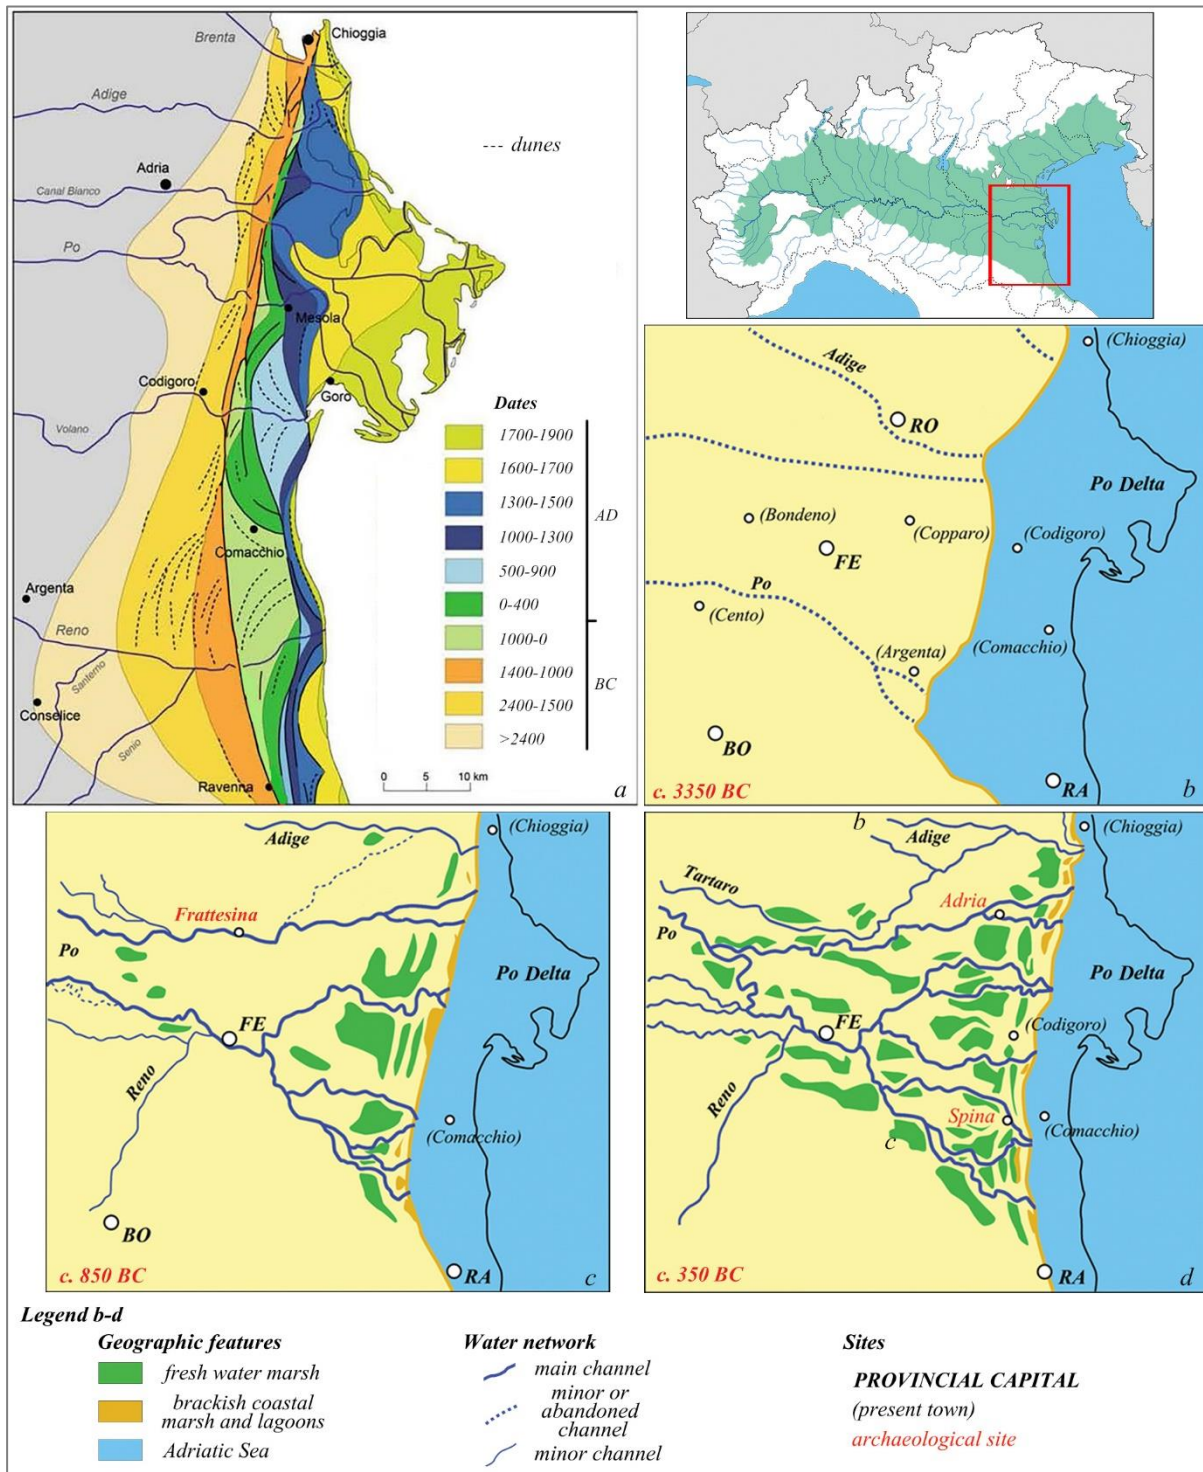 Brenta
Chioggia
Adige
--- dunes
Adria
Canal Bianco
Po
Mesola
Codigoro
Goro
Volano
Comacchio
Argenta
Reno
Santerno
Conselice
Senio
Ravenna
Dates
1700-1900
1600-1700
1300-1500
1000-1300
500-900
0-400
1000-0
1400-1000
2400-1500
>2400
AD
BC
0 5 10 km
a
(Chioggia)
Adige
RO
Po Delta
(Bondeno)
(Copparo)
(Codigoro)
FE
Po
(Cento)
(Comacchio)
(Argenta)
BO
RA
c. 3350 BC
b
(Chioggia)
Adige
Frattesina
Po
Po Delta
FE
Reno
(Comacchio)
BO
RA
c. 850 BC
c
b
(Chioggia)
Adige
Tartaro
Adria
Po
Po Delta
FE
(Codigoro)
Reno
Spina
(Comacchio)
c
RA
c. 350 BC
d
Legend b-d
Geographic features
fresh water marsh
brackish coastal
marsh and lagoons
Adriatic Sea
Water network
main channel
minor or
abandoned
channel
minor channel
Sites
PROVINCIAL CAPITAL
(present town)
archaeological site